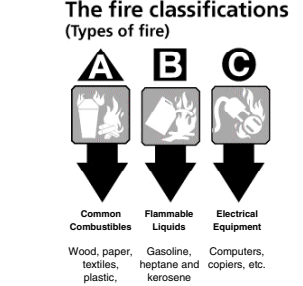 The fire classifications
(Types of fire)
A B C
Common Flammable Electrical
Combustibles Liquids Equipment
Wood, paper, Gasoline, Computers,
textiles, heptane and copiers, etc.
plastic, kerosene